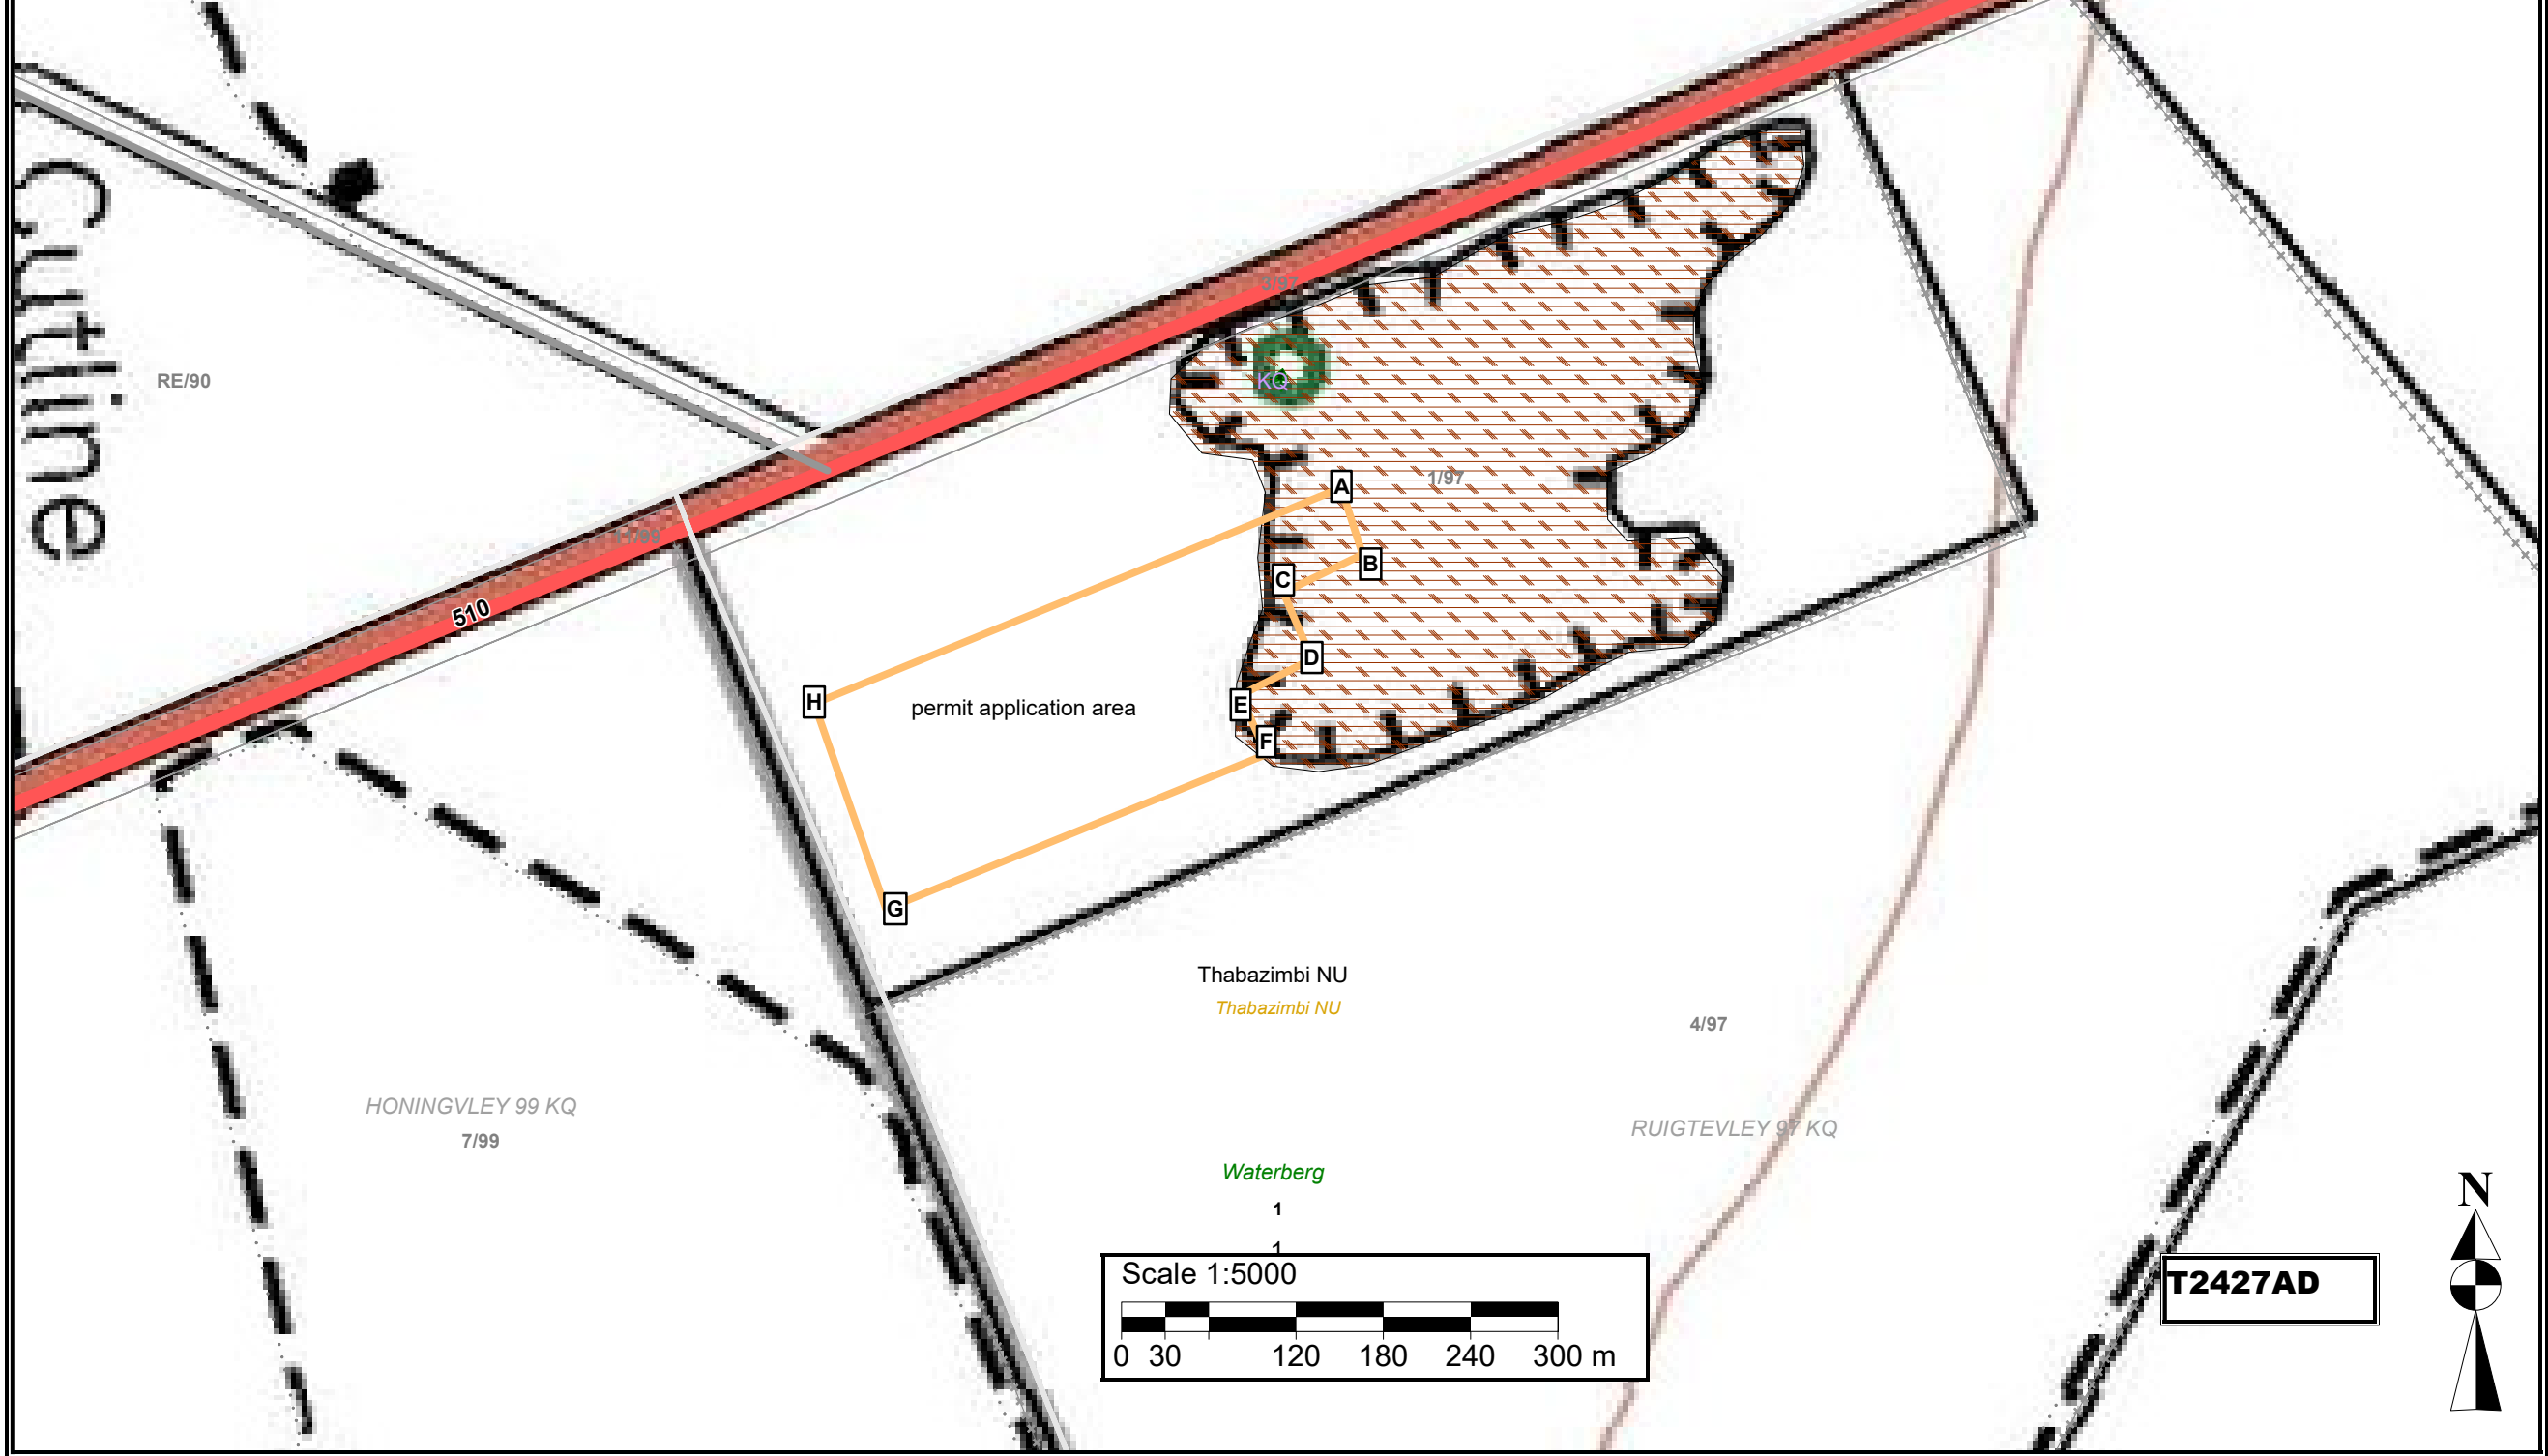 Cutline
RE/90
3/97
KQ
A
1/97
11/99
B
C
510
D
H
permit application area
E
F
G
Thabazimbi NU
Thabazimbi NU
4/97
HONINGVLEY 99 KQ
7/99
RUIGTEVLEY 97 KQ
Waterberg
1
1
N
Scale 1:5000
0 30 120 180 240 300 m
T2427AD